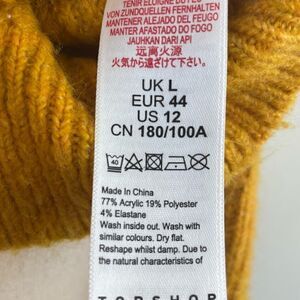 TENIR ELOIGNE DU FEU
VON ZUNDQUELLEN FERNHALTEN
MANTENER ALEJADO DEL FEUGO
MANTER AFASTADO DO FOGO
JAUHKAN DARI API
远离火源
火気から遠ざけて下さい。
UK L
EUR 44
US 12
CN 180/100A
40
Made In China
77% Acrylic 19% Polyester
4% Elastane
Wash inside out. Wash with
similar colours. Dry flat.
Reshape whilst damp. Due to
the natural characteristics of
TOPSHOP